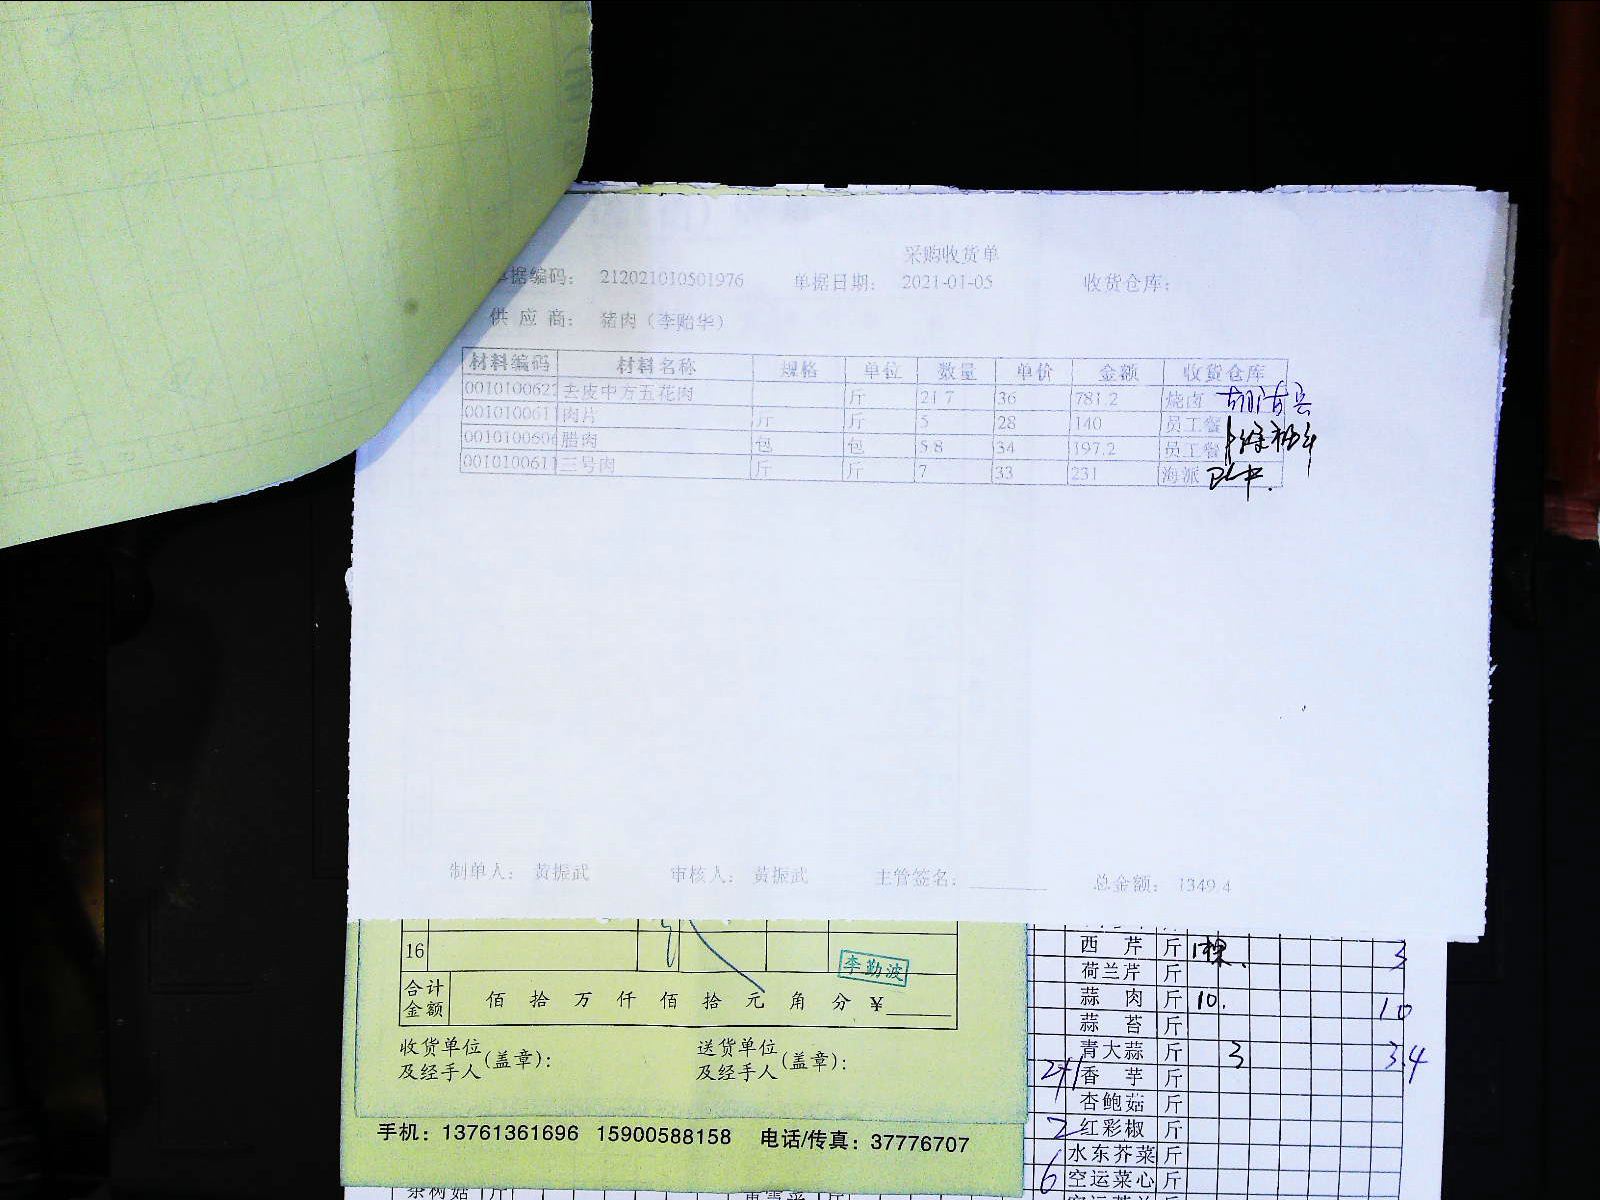 采购收货单
据编码： 212021010501976 单据日期： 2021-01-05 收货仓库：
供 应 商： 猪肉（李贻华）
材料编码 材料名称 规格 单位 数量 单价 金额 收货仓库
0010100622 去皮中方五花肉 斤 21.7 36 781.2 烧卤
0010100611 肉片 斤 斤 5 28 140 员工餐
0010100606 腊肉 包 包 5.8 34 197.2 员工餐
0010100611 三号肉 斤 斤 7 33 231 海派
制单人： 黄振武 审核人： 黄振武 主管签名： 总金额： 1349.4
16
李勤波
合计金额 佰 拾 万 仟 佰 拾 元 角 分 ￥
收货单位及经手人（盖章）： 送货单位及经手人（盖章）：
手机：13761361696 15900588158 电话/传真：37776707
西 芹 斤 1棵. 3
荷兰芹 斤
蒜 肉 斤 10. 10
蒜 苔 斤
青大蒜 斤 3 3.4
香 芋 斤
杏鲍菇 斤
2 红彩椒 斤
水东芥菜 斤
6 空运菜心 斤
茶树菇 斤